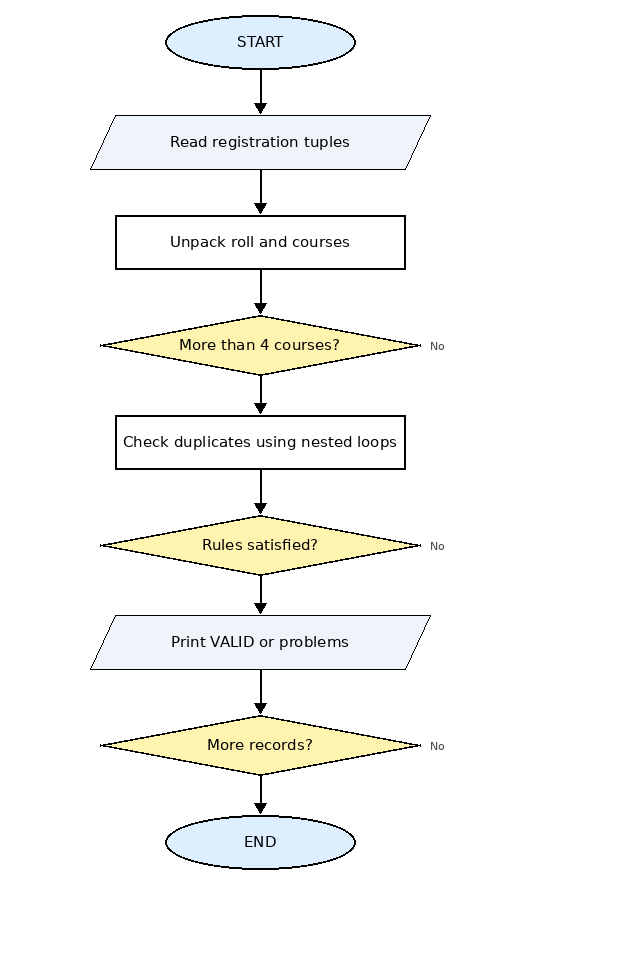 START
Read registration tuples
Unpack roll and courses
More than 4 courses?
No
Check duplicates using nested loops
Rules satisfied?
No
Print VALID or problems
More records?
No
END